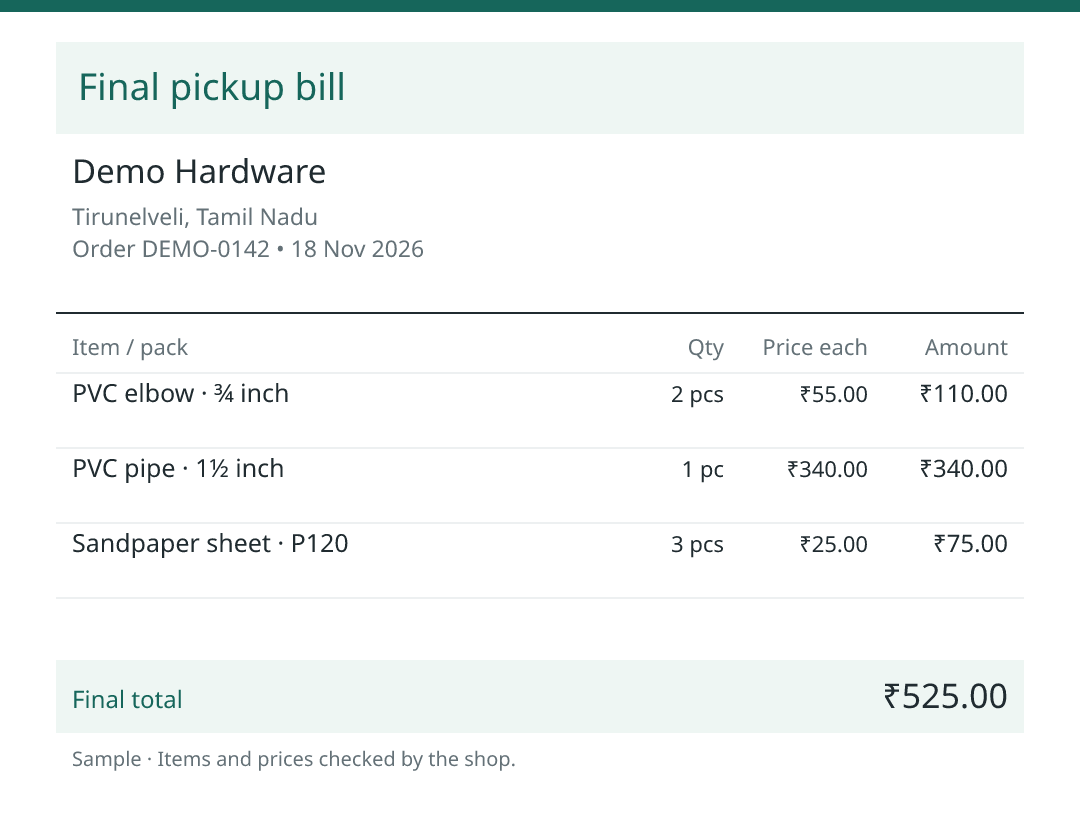 Final pickup bill
Demo Hardware
Tirunelveli, Tamil Nadu
Order DEMO-0142 • 18 Nov 2026
Item / pack Qty Price each Amount
PVC elbow · ¾ inch 2 pcs ₹55.00 ₹110.00
PVC pipe · 1½ inch 1 pc ₹340.00 ₹340.00
Sandpaper sheet · P120 3 pcs ₹25.00 ₹75.00
Final total ₹525.00
Sample · Items and prices checked by the shop.